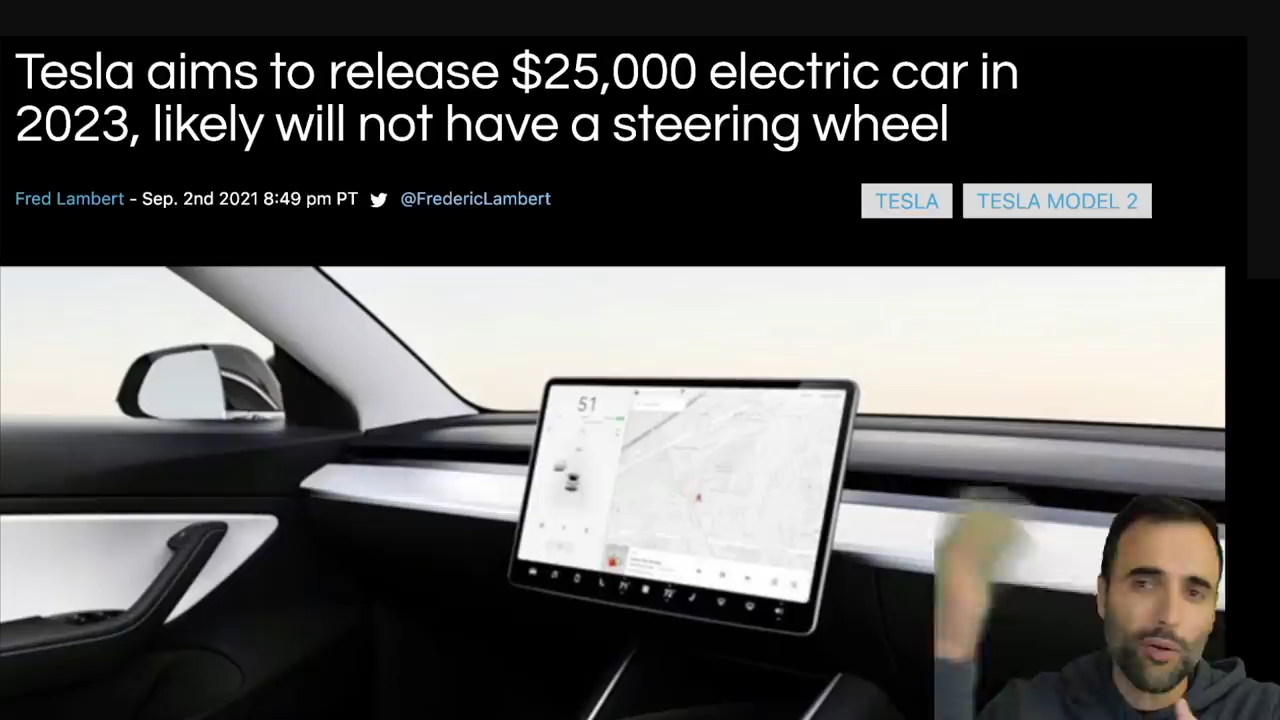 Tesla aims to release $25,000 electric car in
2023, likely will not have a steering wheel
Fred Lambert - Sep. 2nd 2021 8:49 pm PT @FredericLambert
TESLA TESLA MODEL 2
51